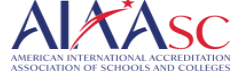 AIAASC
AMERICAN INTERNATIONAL ACCREDITATION
ASSOCIATION OF SCHOOLS AND COLLEGES